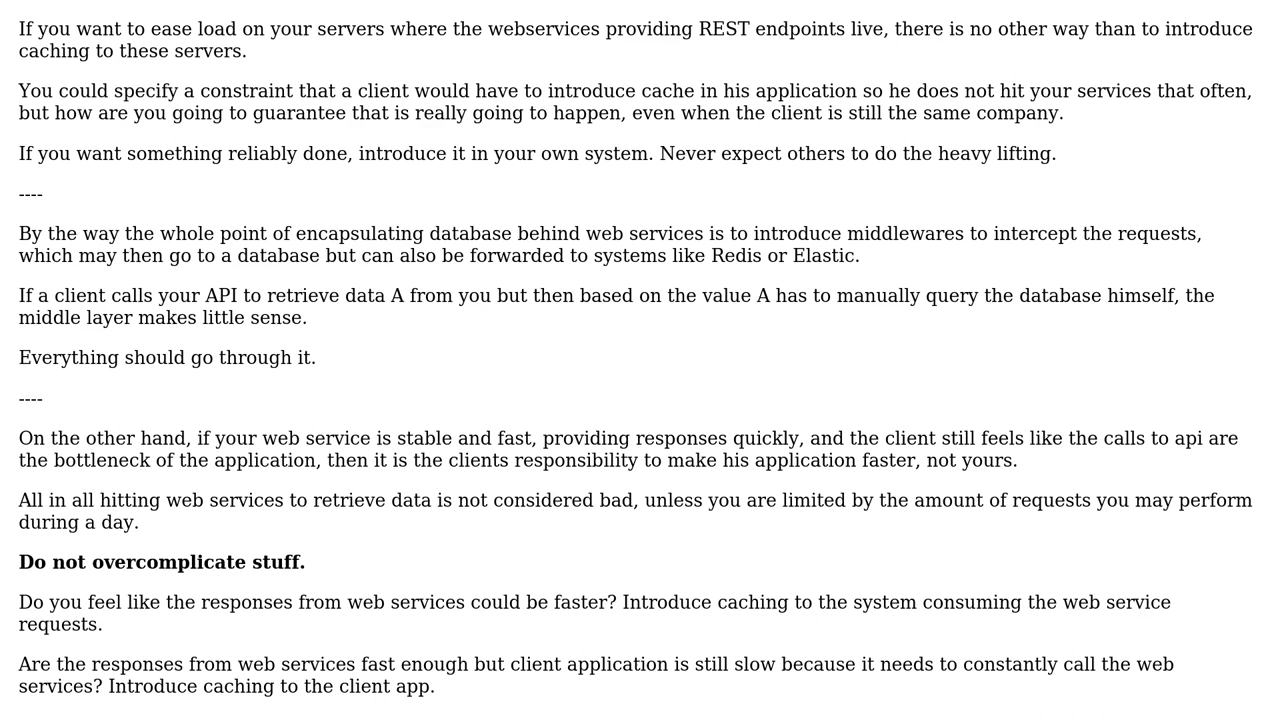 If you want to ease load on your servers where the webservices providing REST endpoints live, there is no other way than to introduce
caching to these servers.
You could specify a constraint that a client would have to introduce cache in his application so he does not hit your services that often,
but how are you going to guarantee that is really going to happen, even when the client is still the same company.
If you want something reliably done, introduce it in your own system. Never expect others to do the heavy lifting.
----
By the way the whole point of encapsulating database behind web services is to introduce middlewares to intercept the requests,
which may then go to a database but can also be forwarded to systems like Redis or Elastic.
If a client calls your API to retrieve data A from you but then based on the value A has to manually query the database himself, the
middle layer makes little sense.
Everything should go through it.
----
On the other hand, if your web service is stable and fast, providing responses quickly, and the client still feels like the calls to api are
the bottleneck of the application, then it is the clients responsibility to make his application faster, not yours.
All in all hitting web services to retrieve data is not considered bad, unless you are limited by the amount of requests you may perform
during a day.
Do not overcomplicate stuff.
Do you feel like the responses from web services could be faster? Introduce caching to the system consuming the web service
requests.
Are the responses from web services fast enough but client application is still slow because it needs to constantly call the web
services? Introduce caching to the client app.